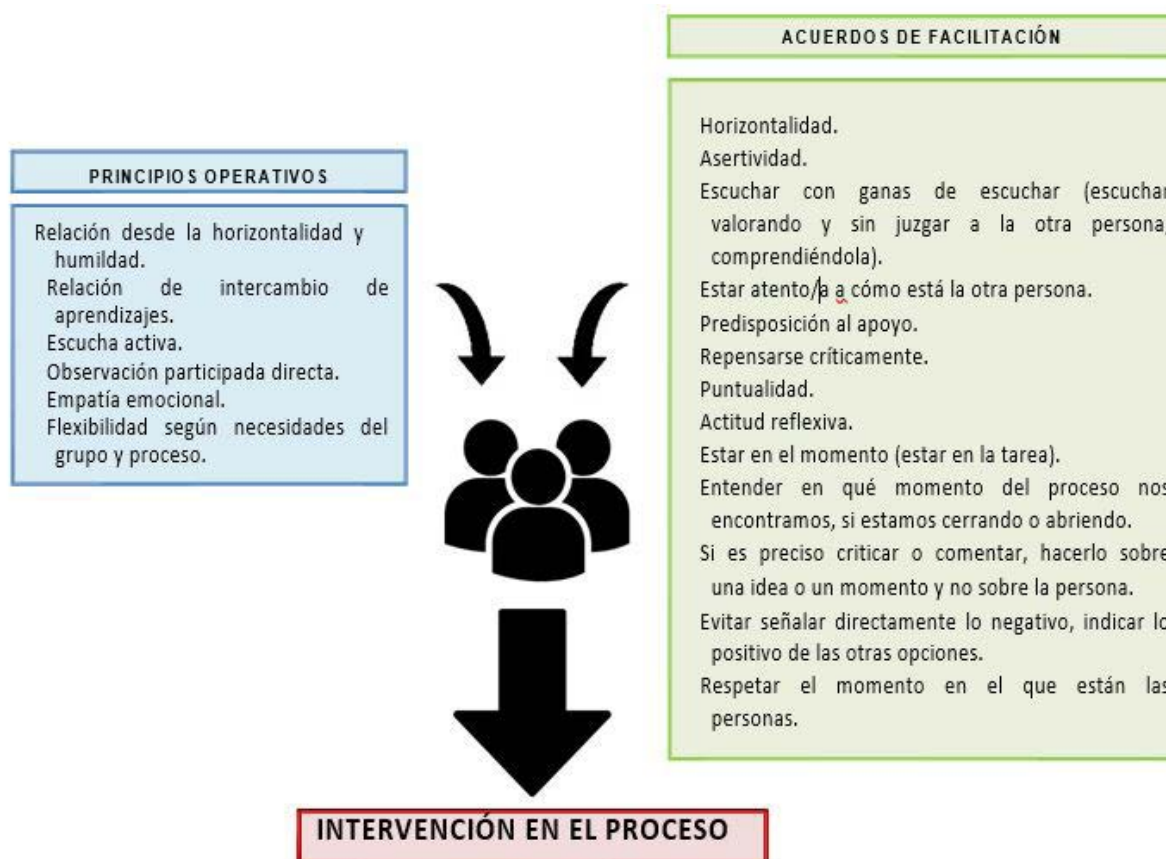 ACUERDOS DE FACILITACIÓN
Horizontalidad.
Asertividad.
Escuchar con ganas de escuchar (escuchar
valorando y sin juzgar a la otra persona,
comprendiéndola).
Estar atento/a a cómo está la otra persona.
Predisposición al apoyo.
Repensarse críticamente.
Puntualidad.
Actitud reflexiva.
Estar en el momento (estar en la tarea).
Entender en qué momento del proceso nos
encontramos, si estamos cerrando o abriendo.
Si es preciso criticar o comentar, hacerlo sobre
una idea o un momento y no sobre la persona.
Evitar señalar directamente lo negativo, indicar lo
positivo de las otras opciones.
Respetar el momento en el que están las
personas.
PRINCIPIOS OPERATIVOS
Relación desde la horizontalidad y
humildad.
Relación de intercambio de
aprendizajes.
Escucha activa.
Observación participada directa.
Empatía emocional.
Flexibilidad según necesidades del
grupo y proceso.
INTERVENCIÓN EN EL PROCESO